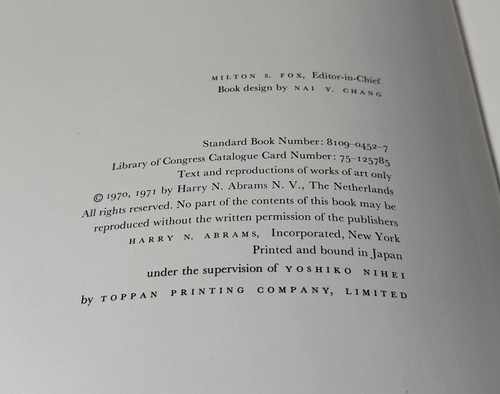 MILTON S. FOX, Editor-in-Chief
Book design by NAI Y. CHANG
Standard Book Number: 8109-0452-7
Library of Congress Catalogue Card Number: 75-125785
Text and reproductions of works of art only
© 1970, 1971 by Harry N. Abrams N. V., The Netherlands
All rights reserved. No part of the contents of this book may be
reproduced without the written permission of the publishers
HARRY N. ABRAMS, Incorporated, New York
Printed and bound in Japan
under the supervision of YOSHIKO NIHEI
by TOPPAN PRINTING COMPANY, LIMITED